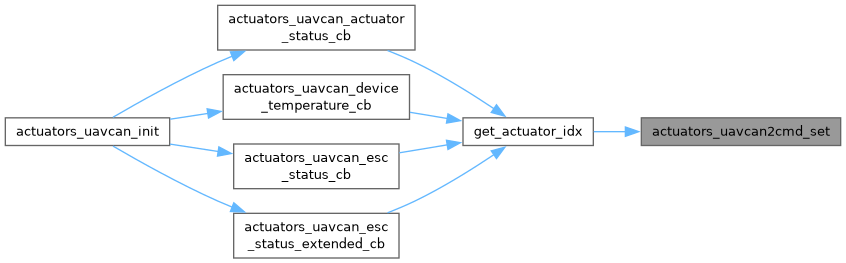 actuators_uavcan_actuator
_status_cb
actuators_uavcan_device
_temperature_cb
actuators_uavcan_init
get_actuator_idx
actuators_uavcan2cmd_set
actuators_uavcan_esc
_status_cb
actuators_uavcan_esc
_status_extended_cb